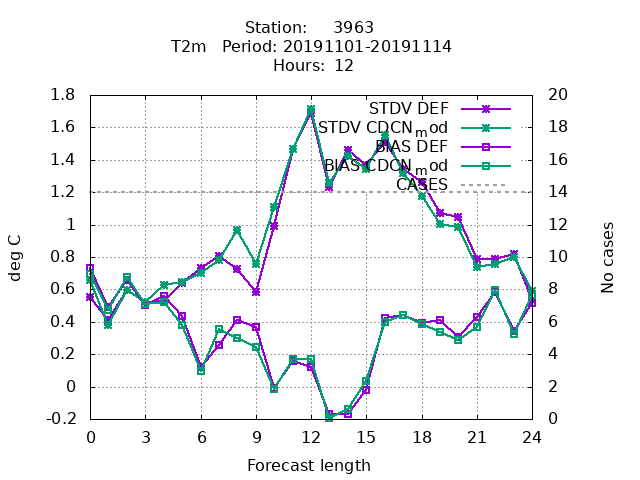 Station: 3963
T2m Period: 20191101-20191114
Hours: 12
STDV DEF
STDV CDCNmod
BIAS DEF
BIAS CDCNmod
CASES
deg C
1.8
1.6
1.4
1.2
1
0.8
0.6
0.4
0.2
0
-0.2
20
18
16
14
12
10
8
6
4
2
0
No cases
0 3 6 9 12 15 18 21 24
Forecast length